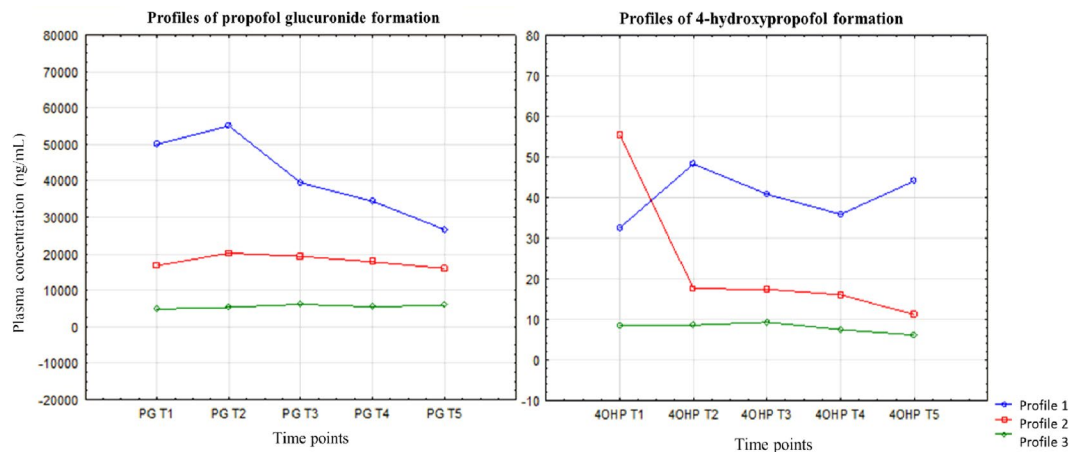 Profiles of propofol glucuronide formation
Profiles of 4-hydroxypropofol formation
Plasma concentration (ng/mL)
80000
70000
60000
50000
40000
30000
20000
10000
0
-10000
-20000
PG T1 PG T2 PG T3 PG T4 PG T5
Time points
80
70
60
50
40
30
20
10
0
-10
4OHP T1 4OHP T2 4OHP T3 4OHP T4 4OHP T5
Time points
Profile 1
Profile 2
Profile 3